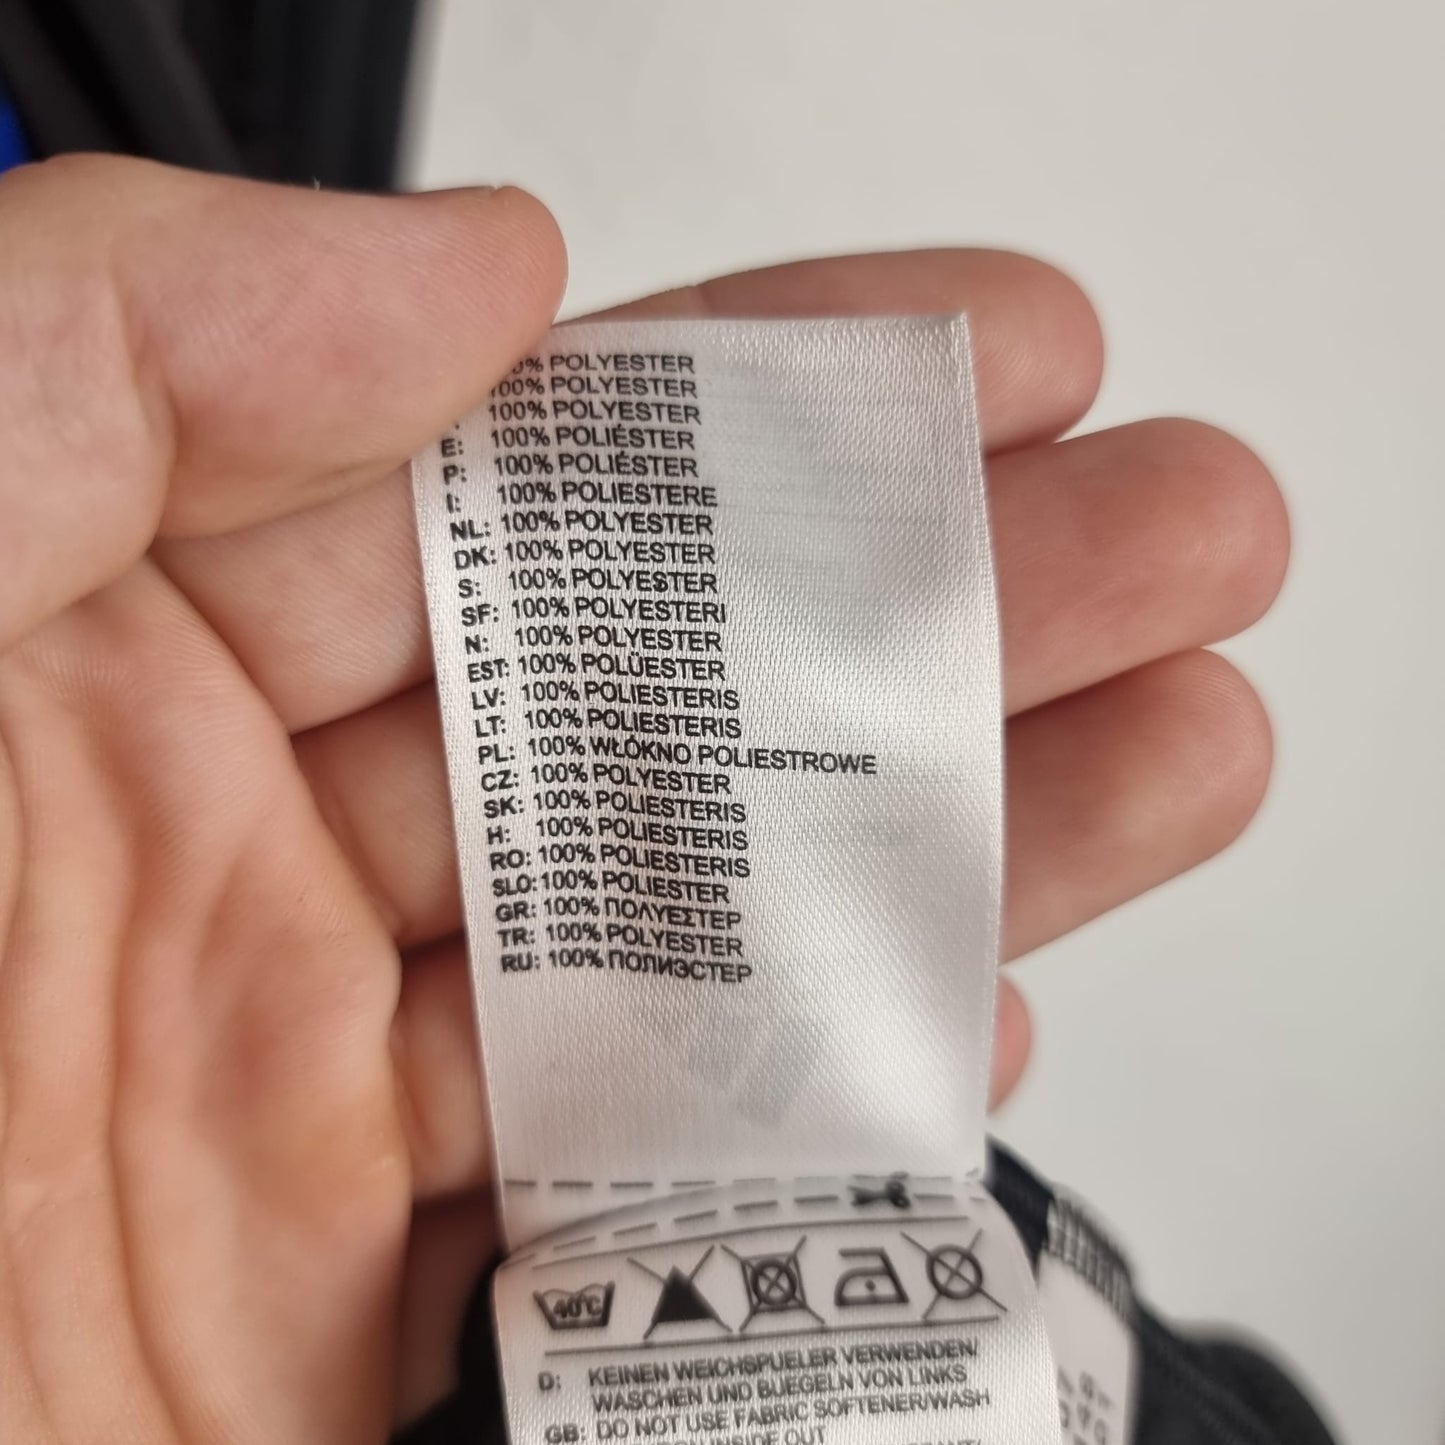 % POLYESTER
100% POLYESTER
100% POLYESTER
E: 100% POLIÉSTER
P: 100% POLIÉSTER
I: 100% POLIESTERE
NL: 100% POLYESTER
DK: 100% POLYESTER
S: 100% POLYESTER
SF: 100% POLYESTERI
N: 100% POLYESTER
EST: 100% POLÜESTER
LV: 100% POLIESTERIS
LT: 100% POLIESTERIS
PL: 100% WŁÓKNO POLIESTROWE
CZ: 100% POLYESTER
SK: 100% POLIESTERIS
H: 100% POLIESTERIS
RO: 100% POLIESTERIS
SLO: 100% POLIESTER
GR: 100% ΠΟΛΥΕΣΤΕΡ
TR: 100% POLYESTER
RU: 100% ПОЛИЭСТЕР
40°C
D: KEINEN WEICHSPUELER VERWENDEN/
WASCHEN UND BUEGELN VON LINKS
GB: DO NOT USE FABRIC SOFTENER/WASH
INSIDE OUT